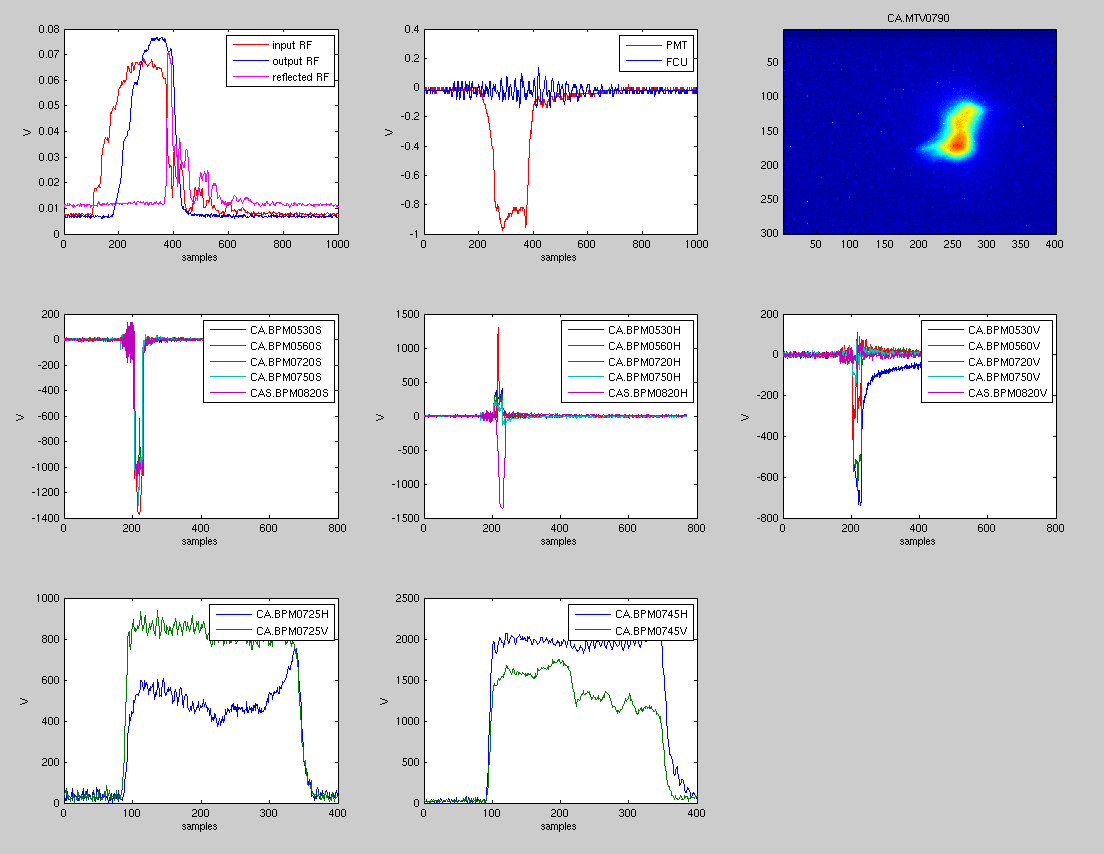 0.08
0.07
0.06
0.05
0.04
0.03
0.02
0.01
0
V
0 200 400 600 800 1000
samples
input RF
output RF
reflected RF
0.4
0.2
0
-0.2
-0.4
-0.6
-0.8
-1
V
0 200 400 600 800 1000
samples
PMT
FCU
CA.MTV0790
50
100
150
200
250
300
50 100 150 200 250 300 350 400
200
0
-200
-400
-600
-800
-1000
-1200
-1400
V
0 200 400 600 800
samples
CA.BPM0530S
CA.BPM0560S
CA.BPM0720S
CA.BPM0750S
CAS.BPM0820S
1500
1000
500
0
-500
-1000
-1500
V
0 200 400 600 800
samples
CA.BPM0530H
CA.BPM0560H
CA.BPM0720H
CA.BPM0750H
CAS.BPM0820H
200
0
-200
-400
-600
-800
V
0 200 400 600 800
samples
CA.BPM0530V
CA.BPM0560V
CA.BPM0720V
CA.BPM0750V
CAS.BPM0820V
1000
800
600
400
200
0
V
0 100 200 300 400
samples
CA.BPM0725H
CA.BPM0725V
2500
2000
1500
1000
500
0
V
0 100 200 300 400
samples
CA.BPM0745H
CA.BPM0745V